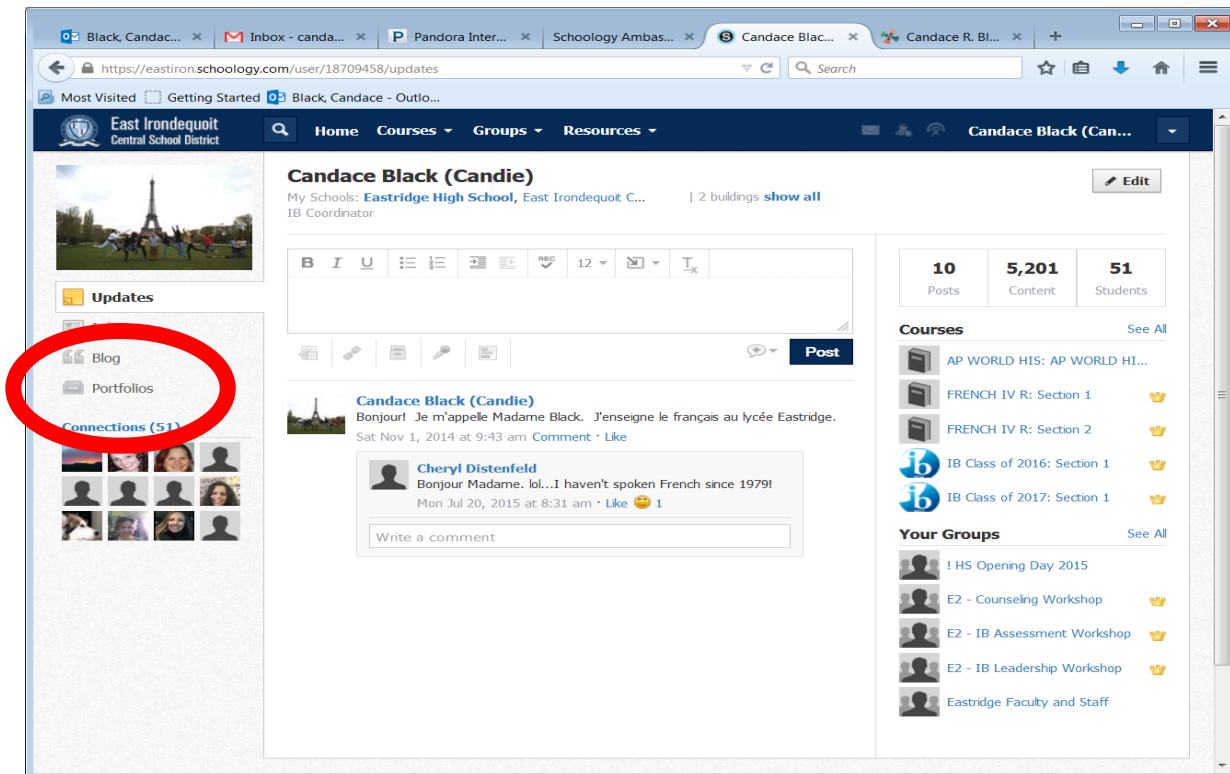 Black, Candac...
Inbox - canda...
Pandora Inter...
Schoology Ambas...
Candace Blac...
Candace R. Bl...
https://eastiron.schoology.com/user/18709458/updates
Search
Most Visited
Getting Started
Black, Candace - Outlo...
East Irondequoit
Central School District
Home Courses Groups Resources
Candace Black (Can...
Candace Black (Candie)
My Schools: Eastridge High School, East Irondequoit C... | 2 buildings show all
IB Coordinator
Edit
Updates
Blog
Portfolios
Connections (51)
B I U ABC 12 Tx
Post
Candace Black (Candie)
Bonjour! Je m'appelle Madame Black. J'enseigne le français au lycée Eastridge.
Sat Nov 1, 2014 at 9:43 am Comment · Like
Cheryl Distenfeld
Bonjour Madame. lol...I haven't spoken French since 1979!
Mon Jul 20, 2015 at 8:31 am · Like 1
Write a comment
10 5,201 51
Posts Content Students
Courses See All
AP WORLD HIS: AP WORLD HI...
FRENCH IV R: Section 1
FRENCH IV R: Section 2
IB Class of 2016: Section 1
IB Class of 2017: Section 1
Your Groups See All
! HS Opening Day 2015
E2 - Counseling Workshop
E2 - IB Assessment Workshop
E2 - IB Leadership Workshop
Eastridge Faculty and Staff